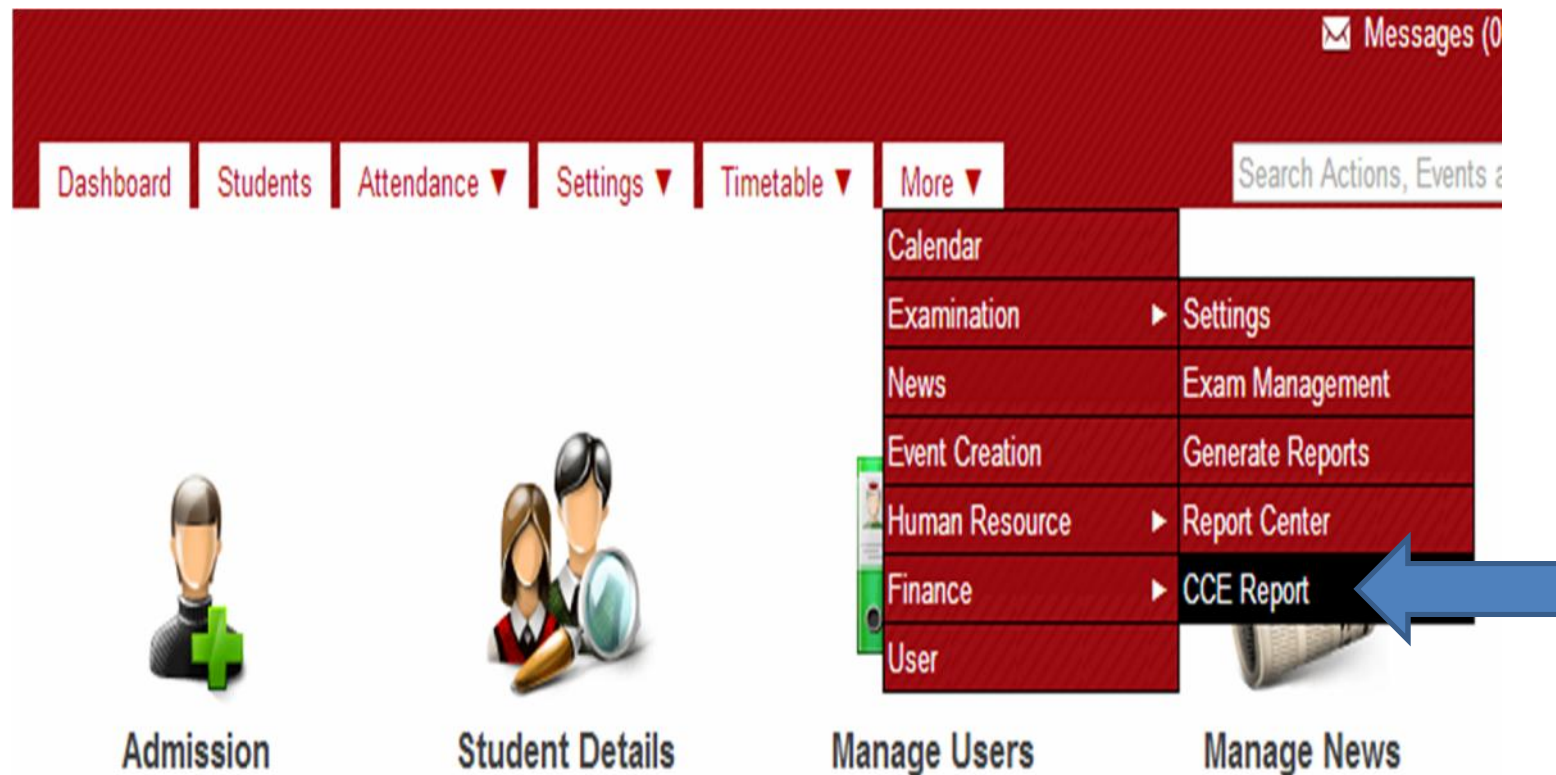 Messages (0
Dashboard Students Attendance ▼ Settings ▼ Timetable ▼ More ▼ Search Actions, Events a
Calendar
Examination ▶ Settings
News Exam Management
Event Creation Generate Reports
Human Resource ▶ Report Center
Finance ▶ CCE Report
User
Admission Student Details Manage Users Manage News